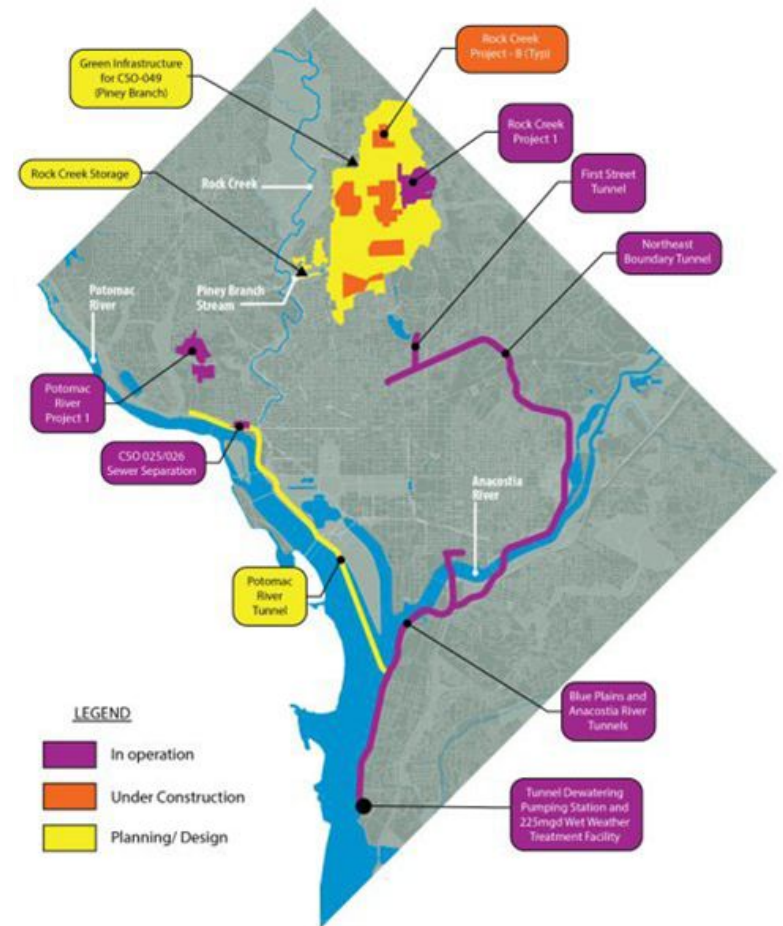 Rock Creek
Project - B (Typ)
Green Infrastructure
for CSO-049
(Piney Branch)
Rock Creek
Project 1
Rock Creek Storage
First Street
Tunnel
Rock Creek
Northeast
Boundary Tunnel
Potomac
River
Piney Branch
Stream
Potomac
River
Project 1
CSO 025/026
Sewer Separation
Anacostia
River
Potomac
River
Tunnel
Blue Plains and
Anacostia River
Tunnels
LEGEND
In operation
Under Construction
Planning/ Design
Tunnel Dewatering
Pumping Station and
225mgd Wet Weather
Treatment Facility